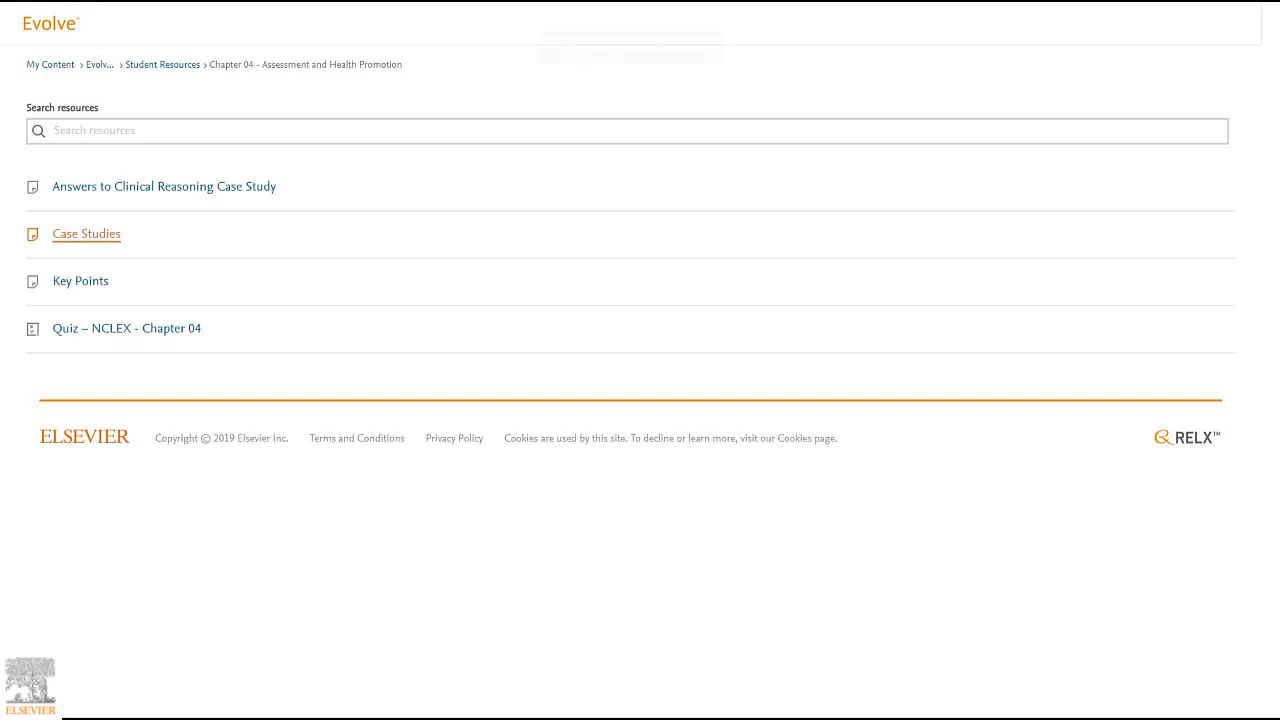 Evolve®
My Content › Evolv... › Student Resources › Chapter 04 - Assessment and Health Promotion
Search resources
Search resources
Answers to Clinical Reasoning Case Study
Case Studies
Key Points
Quiz – NCLEX - Chapter 04
ELSEVIER Copyright © 2019 Elsevier Inc. Terms and Conditions Privacy Policy Cookies are used by this site. To decline or learn more, visit our Cookies page. RELX™
ELSEVIER